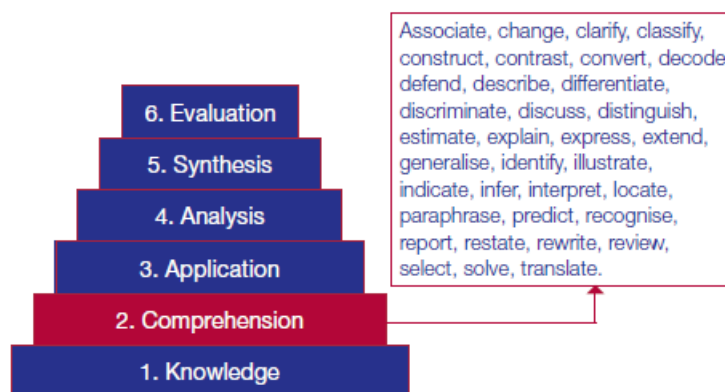 Associate, change, clarify, classify,
construct, contrast, convert, decode
defend, describe, differentiate,
discriminate, discuss, distinguish,
estimate, explain, express, extend,
generalise, identify, illustrate,
indicate, infer, interpret, locate,
paraphrase, predict, recognise,
report, restate, rewrite, review,
select, solve, translate.
6. Evaluation
5. Synthesis
4. Analysis
3. Application
2. Comprehension
1. Knowledge